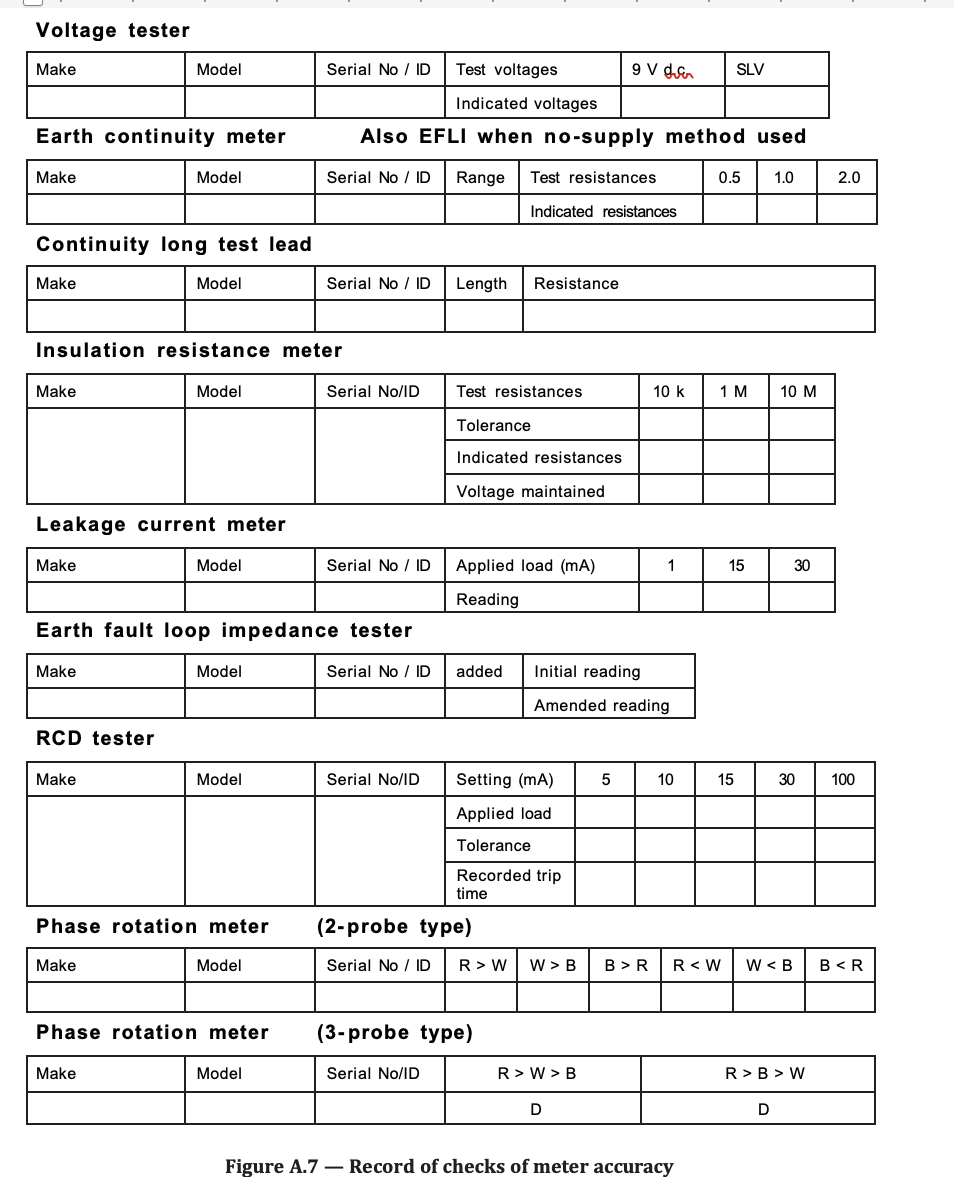 Voltage tester
Make Model Serial No / ID Test voltages 9 V d.c. SLV
Indicated voltages
Earth continuity meter Also EFLI when no-supply method used
Make Model Serial No / ID Range Test resistances 0.5 1.0 2.0
Indicated resistances
Continuity long test lead
Make Model Serial No / ID Length Resistance
Insulation resistance meter
Make Model Serial No/ID Test resistances 10 k 1 M 10 M
Tolerance
Indicated resistances
Voltage maintained
Leakage current meter
Make Model Serial No / ID Applied load (mA) 1 15 30
Reading
Earth fault loop impedance tester
Make Model Serial No / ID added Initial reading
Amended reading
RCD tester
Make Model Serial No/ID Setting (mA) 5 10 15 30 100
Applied load
Tolerance
Recorded trip
time
Phase rotation meter (2-probe type)
Make Model Serial No / ID R > W W > B B > R R < W W < B B < R
Phase rotation meter (3-probe type)
Make Model Serial No/ID R > W > B R > B > W
D D
Figure A.7 — Record of checks of meter accuracy